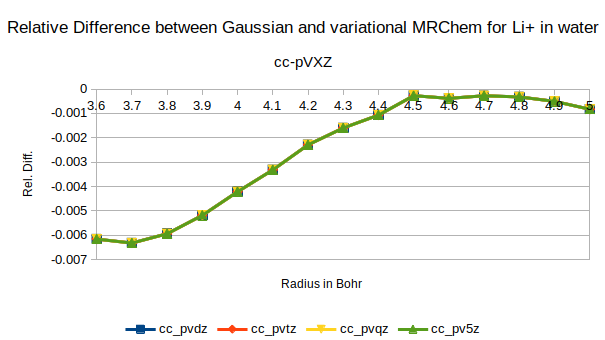 Relative Difference between Gaussian and variational MRChem for Li+ in water
cc-pVXZ
0
3.6 3.7 3.8 3.9 4 4.1 4.2 4.3 4.4 4.5 4.6 4.7 4.8 4.9 5
-0.001
-0.002
-0.003
-0.004
-0.005
-0.006
-0.007
Rel. Diff.
Radius in Bohr
cc_pvdz cc_pvtz cc_pvqz cc_pv5z